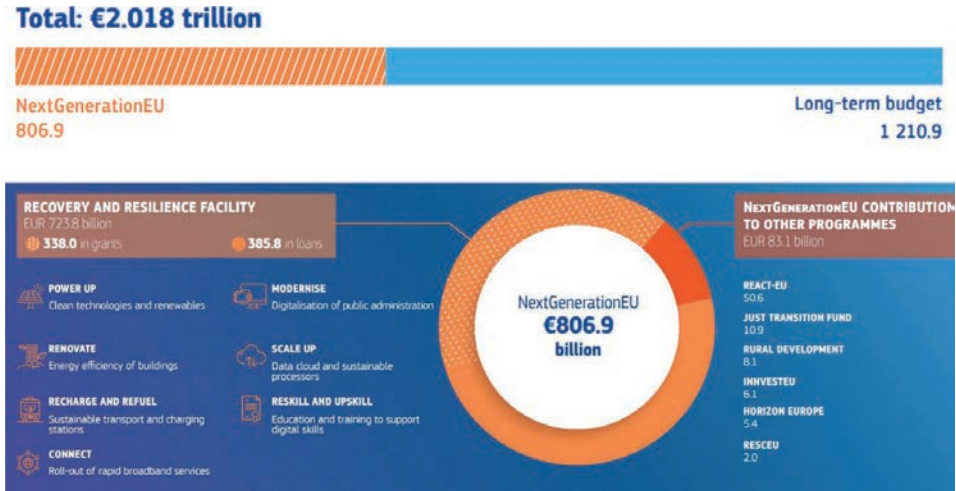 Total: €2.018 trillion
NextGenerationEU
806.9
Long-term budget
1 210.9
RECOVERY AND RESILIENCE FACILITY
EUR 723.8 billion
338.0 in grants
385.8 in loans
POWER UP
Clean technologies and renewables
RENOVATE
Energy efficiency of buildings
RECHARGE AND REFUEL
Sustainable transport and charging
stations
CONNECT
Roll-out of rapid broadband services
MODERNISE
Digitalisation of public administration
SCALE UP
Data cloud and sustainable
processors
RESKILL AND UPSKILL
Education and training to support
digital skills
NextGenerationEU
€806.9
billion
NEXTGENERATIONEU CONTRIBUTION
TO OTHER PROGRAMMES
EUR 83.1 billion
REACT-EU
50.6
JUST TRANSITION FUND
10.9
RURAL DEVELOPMENT
8.1
INNVESTEU
6.1
HORIZON EUROPE
5.4
RESCEU
2.0